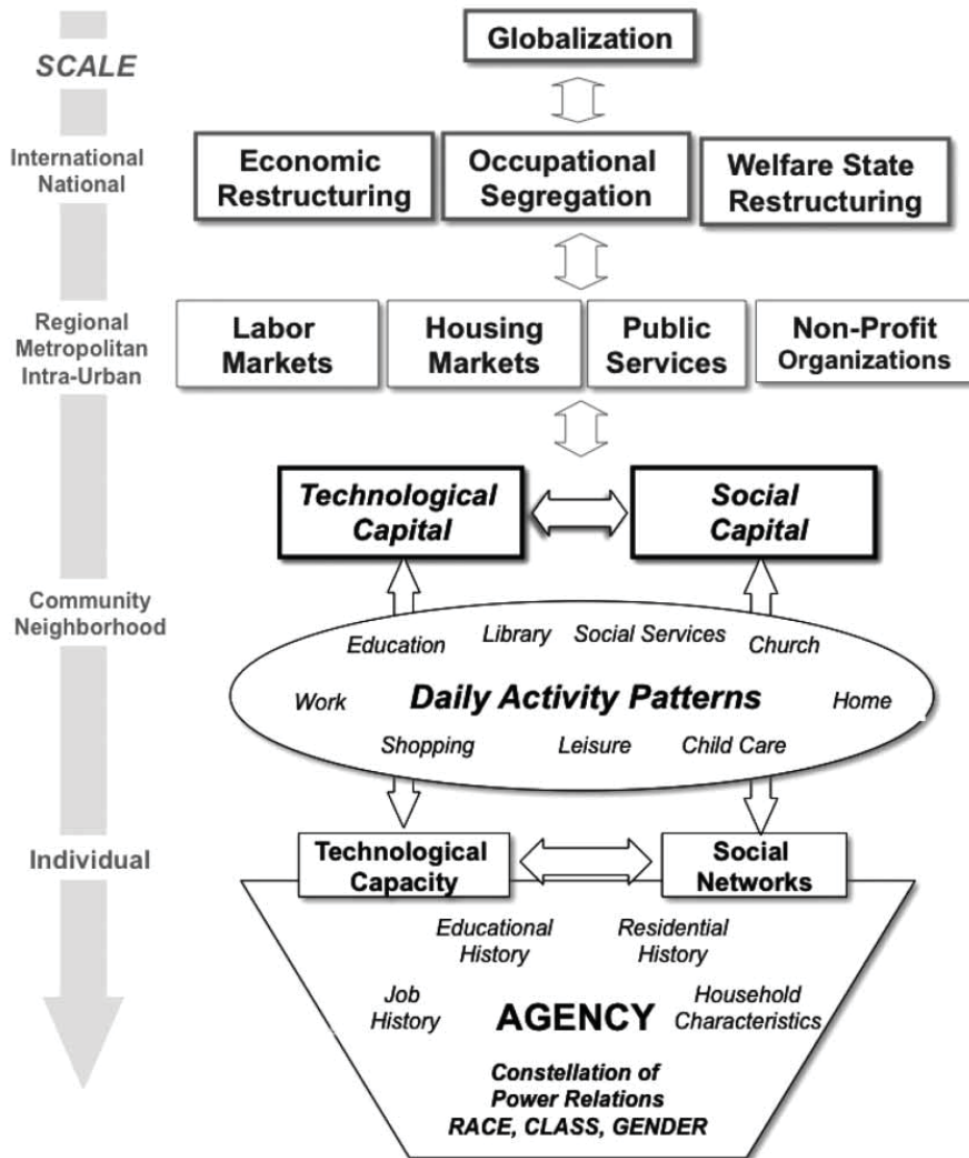 SCALE
International
National
Regional
Metropolitan
Intra-Urban
Community
Neighborhood
Individual
Globalization
Economic
Restructuring
Occupational
Segregation
Welfare State
Restructuring
Labor
Markets
Housing
Markets
Public
Services
Non-Profit
Organizations
Technological
Capital
Social
Capital
Education
Library
Social Services
Church
Work
Daily Activity Patterns
Home
Shopping
Leisure
Child Care
Technological
Capacity
Social
Networks
Educational
History
Residential
History
Job
History
AGENCY
Household
Characteristics
Constellation of
Power Relations
RACE, CLASS, GENDER